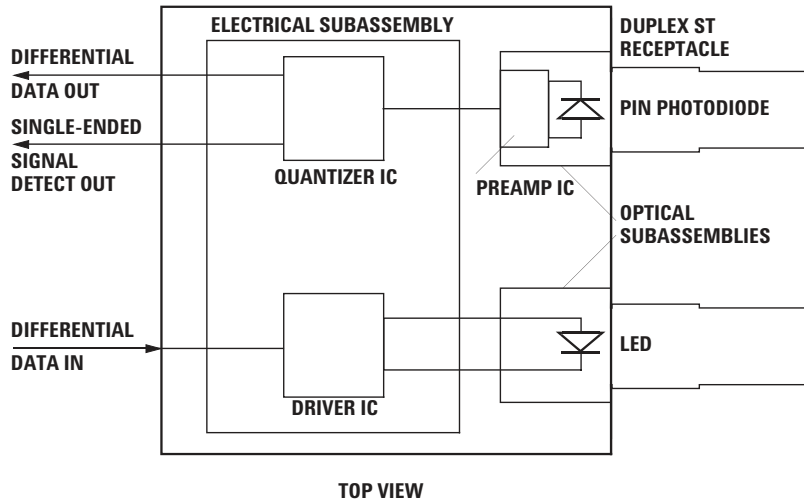 ELECTRICAL SUBASSEMBLY
DUPLEX ST
RECEPTACLE
DIFFERENTIAL
DATA OUT
PIN PHOTODIODE
SINGLE-ENDED
SIGNAL
DETECT OUT
QUANTIZER IC
PREAMP IC
OPTICAL
SUBASSEMBLIES
DIFFERENTIAL
DATA IN
LED
DRIVER IC
TOP VIEW